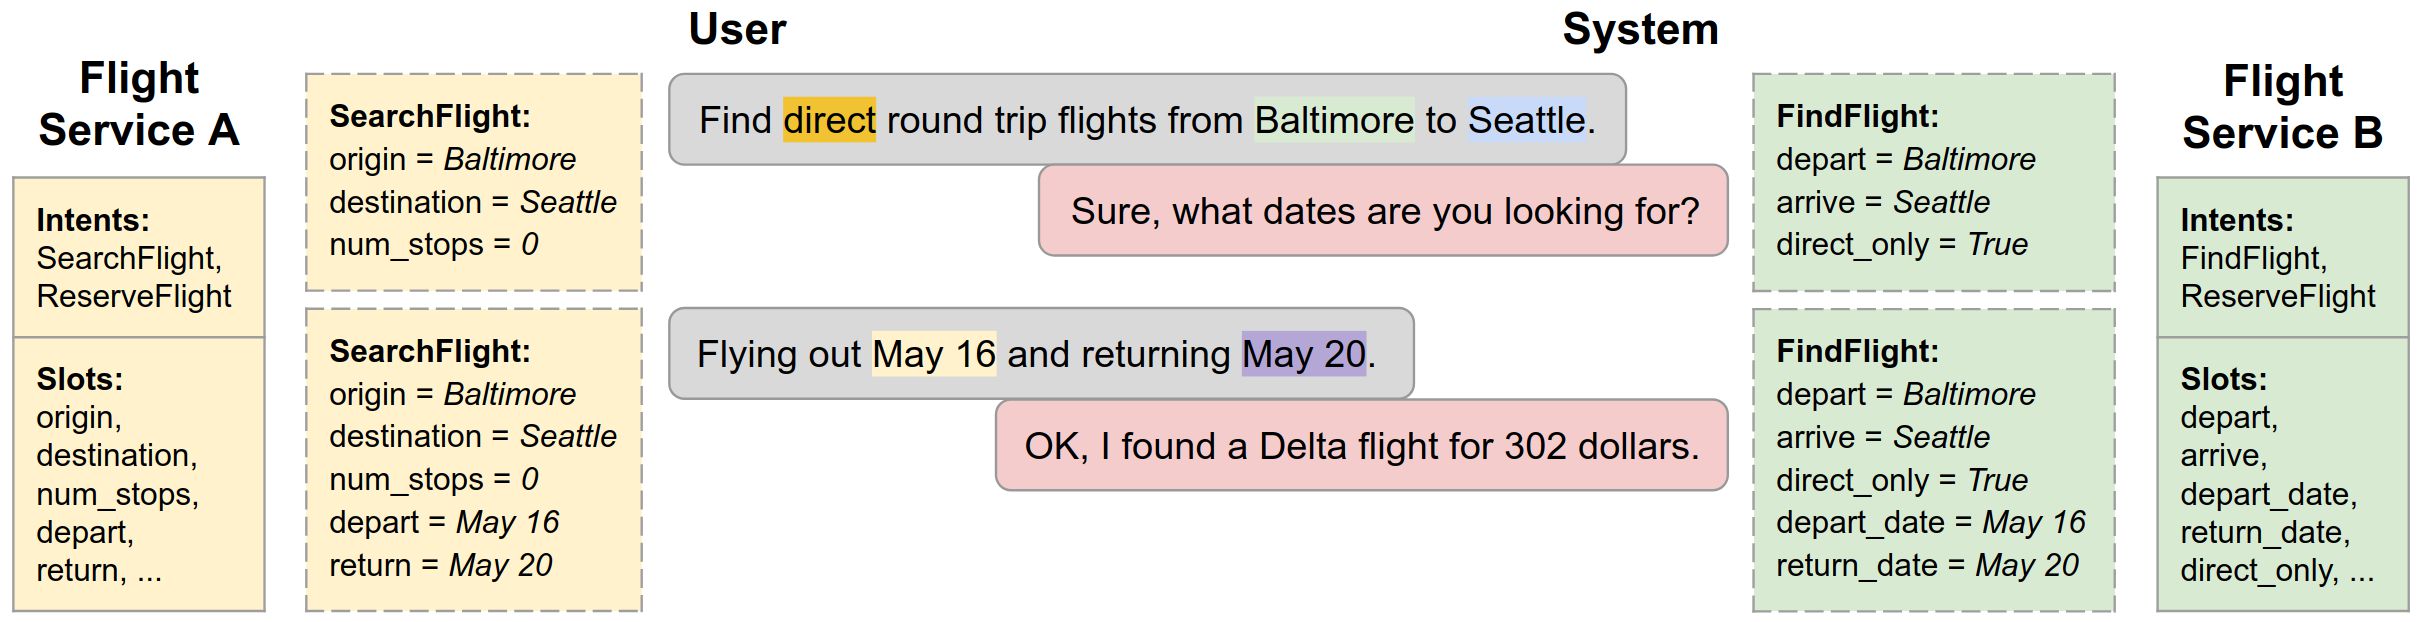 User
System
Flight
Service A
Intents:
SearchFlight,
ReserveFlight
Slots:
origin,
destination,
num_stops,
depart,
return, ...
SearchFlight:
origin = Baltimore
destination = Seattle
num_stops = 0
SearchFlight:
origin = Baltimore
destination = Seattle
num_stops = 0
depart = May 16
return = May 20
Find direct round trip flights from Baltimore to Seattle.
Sure, what dates are you looking for?
Flying out May 16 and returning May 20.
OK, I found a Delta flight for 302 dollars.
FindFlight:
depart = Baltimore
arrive = Seattle
direct_only = True
FindFlight:
depart = Baltimore
arrive = Seattle
direct_only = True
depart_date = May 16
return_date = May 20
Flight
Service B
Intents:
FindFlight,
ReserveFlight
Slots:
depart,
arrive,
depart_date,
return_date,
direct_only, ...